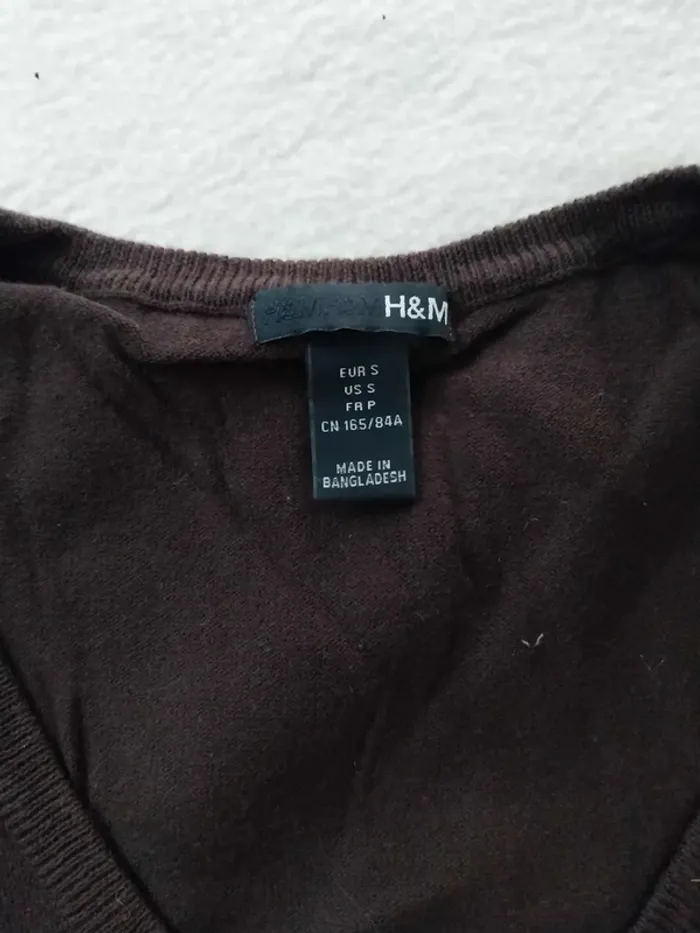 H&M H&M H&M
EUR S
US S
FR P
CN 165/84A
MADE IN
BANGLADESH